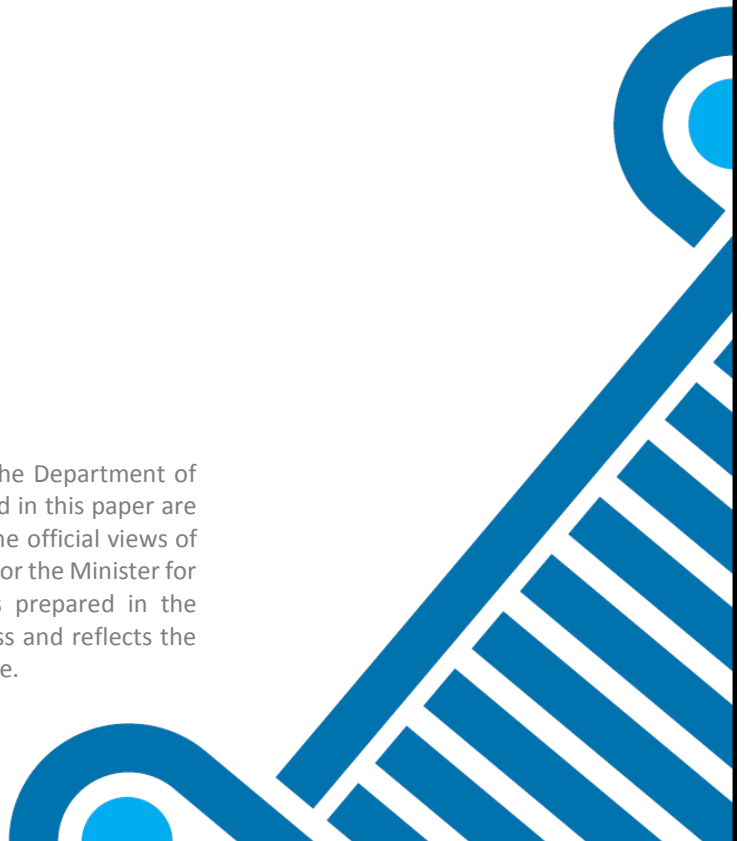 he Department of
d in this paper are
he official views of
or the Minister for
s prepared in the
ss and reflects the
e.